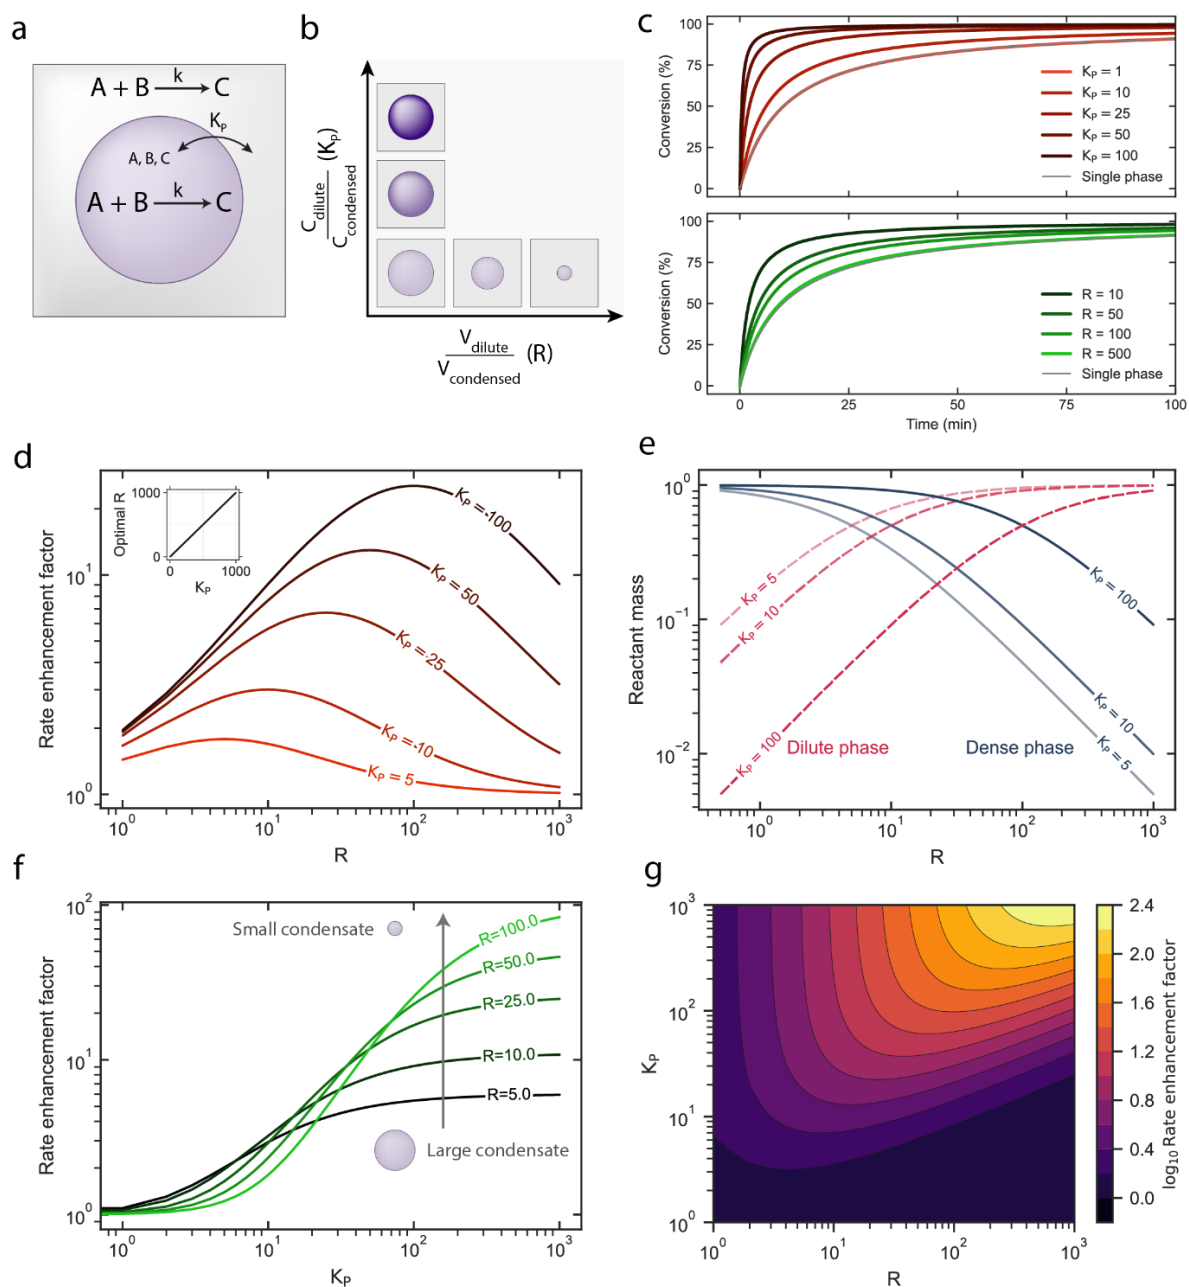 a
A + B k C
K_P
A, B, C
A + B k C
b
C_dilute / C_condensed (K_P)
V_dilute / V_condensed (R)
c
Conversion (%)
100
75
50
25
0
K_P = 1
K_P = 10
K_P = 25
K_P = 50
K_P = 100
Single phase
Conversion (%)
100
75
50
25
0
R = 10
R = 50
R = 100
R = 500
Single phase
0 25 50 75 100
Time (min)
d
Rate enhancement factor
10^1
10^0
Optimal R
1000
0
0 1000
K_P
K_P = 100
K_P = 50
K_P = 25
K_P = 10
K_P = 5
10^0 10^1 10^2 10^3
R
e
Reactant mass
10^0
10^-1
10^-2
K_P = 5
K_P = 10
K_P = 100
K_P = 100
K_P = 10
K_P = 5
Dilute phase
Dense phase
10^0 10^1 10^2 10^3
R
f
Rate enhancement factor
10^2
10^1
10^0
Small condensate
R=100.0
R=50.0
R=25.0
R=10.0
R=5.0
Large condensate
10^0 10^1 10^2 10^3
K_P
g
K_P
10^3
10^2
10^1
10^0
10^0 10^1 10^2 10^3
R
2.4
2.0
1.6
1.2
0.8
0.4
0.0
log_10 Rate enhancement factor